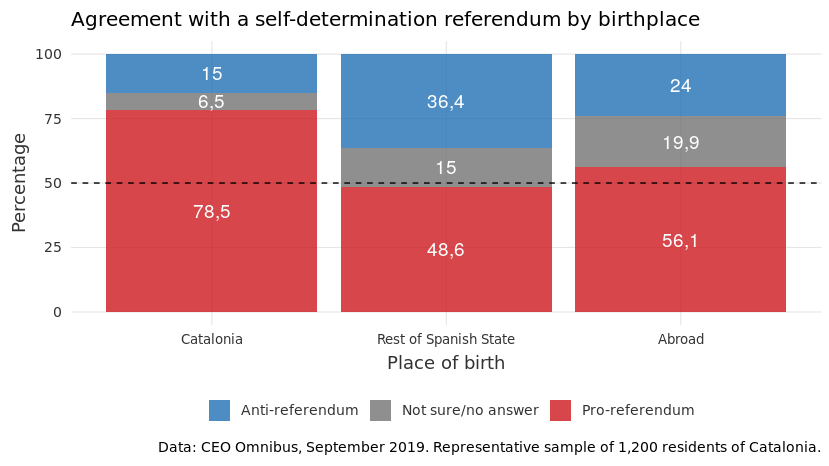 Agreement with a self-determination referendum by birthplace
Percentage
100
75
50
25
0
15
6,5
78,5
36,4
15
48,6
24
19,9
56,1
Catalonia
Rest of Spanish State
Abroad
Place of birth
Anti-referendum
Not sure/no answer
Pro-referendum
Data: CEO Omnibus, September 2019. Representative sample of 1,200 residents of Catalonia.